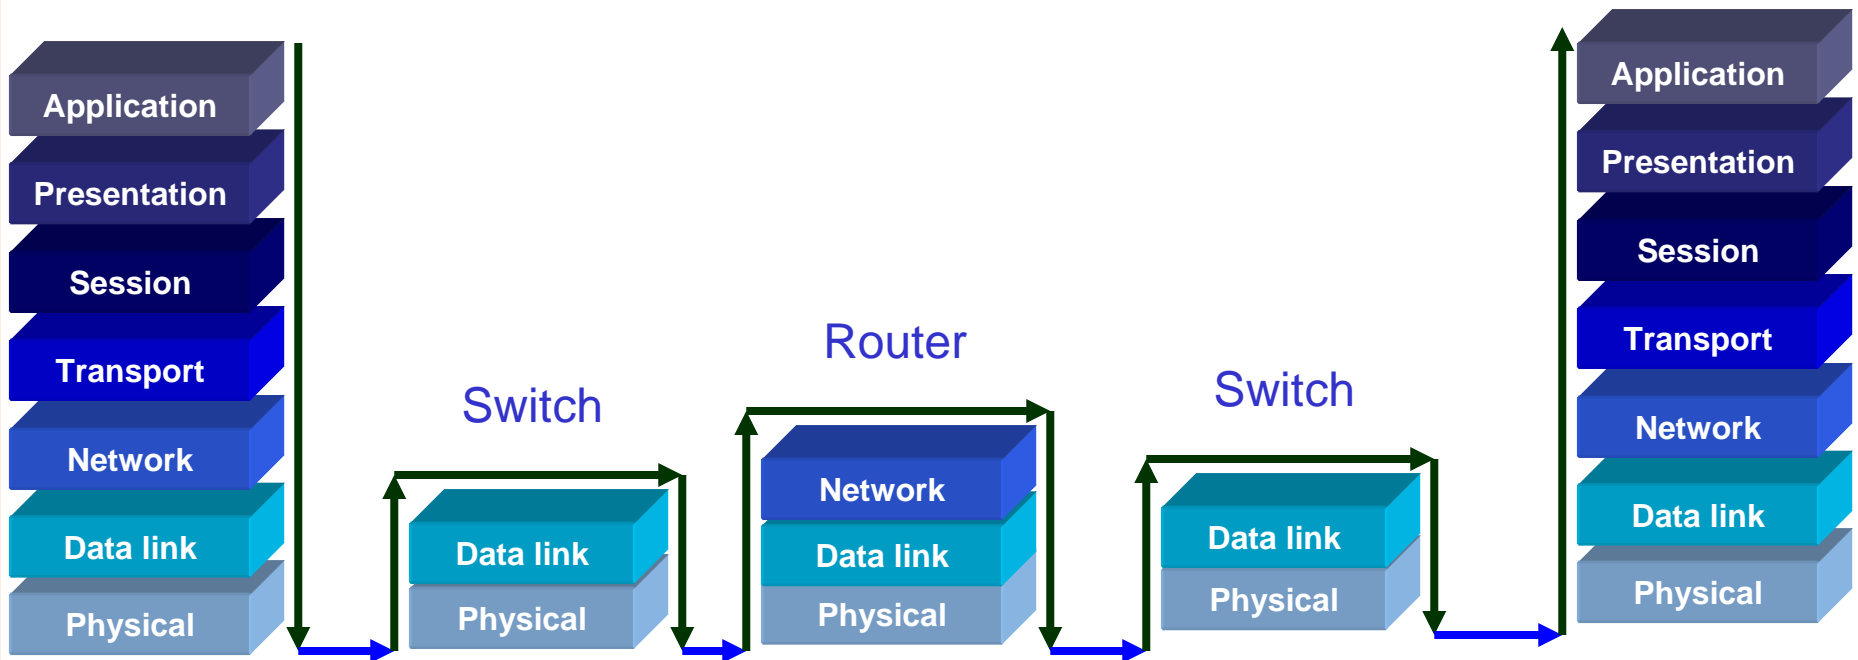 Application
Presentation
Session
Transport
Network
Data link
Physical
Switch
Data link
Physical
Router
Network
Data link
Physical
Switch
Data link
Physical
Application
Presentation
Session
Transport
Network
Data link
Physical